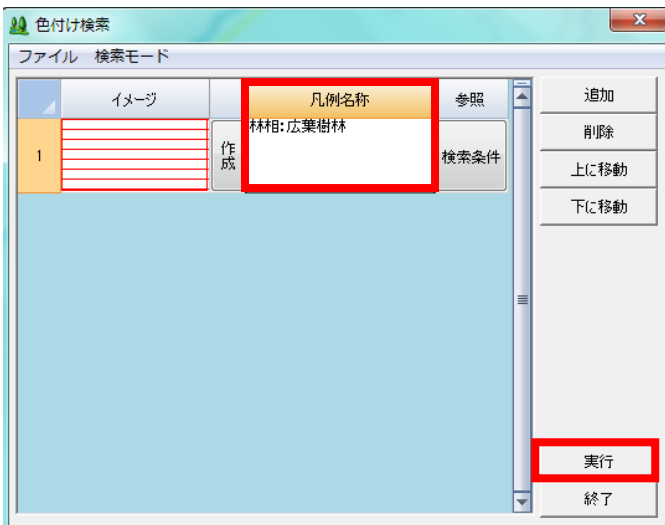 色付け検索
ファイル 検索モード
イメージ 凡例名称 参照
1 作成 林相:広葉樹林 検索条件
追加
削除
上に移動
下に移動
実行
終了